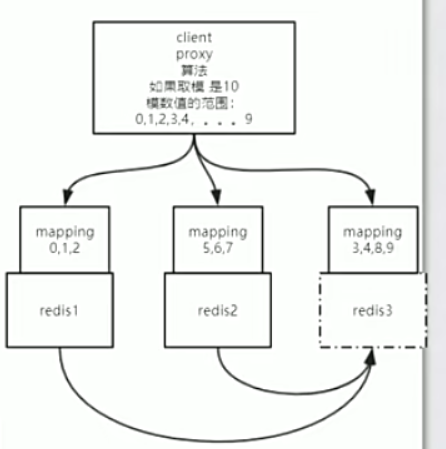 client
proxy
算法
如果取模 是10
模数值的范围：
0,1,2,3,4, 。。。9
mapping
0,1,2
mapping
5,6,7
mapping
3,4,8,9
redis1
redis2
redis3